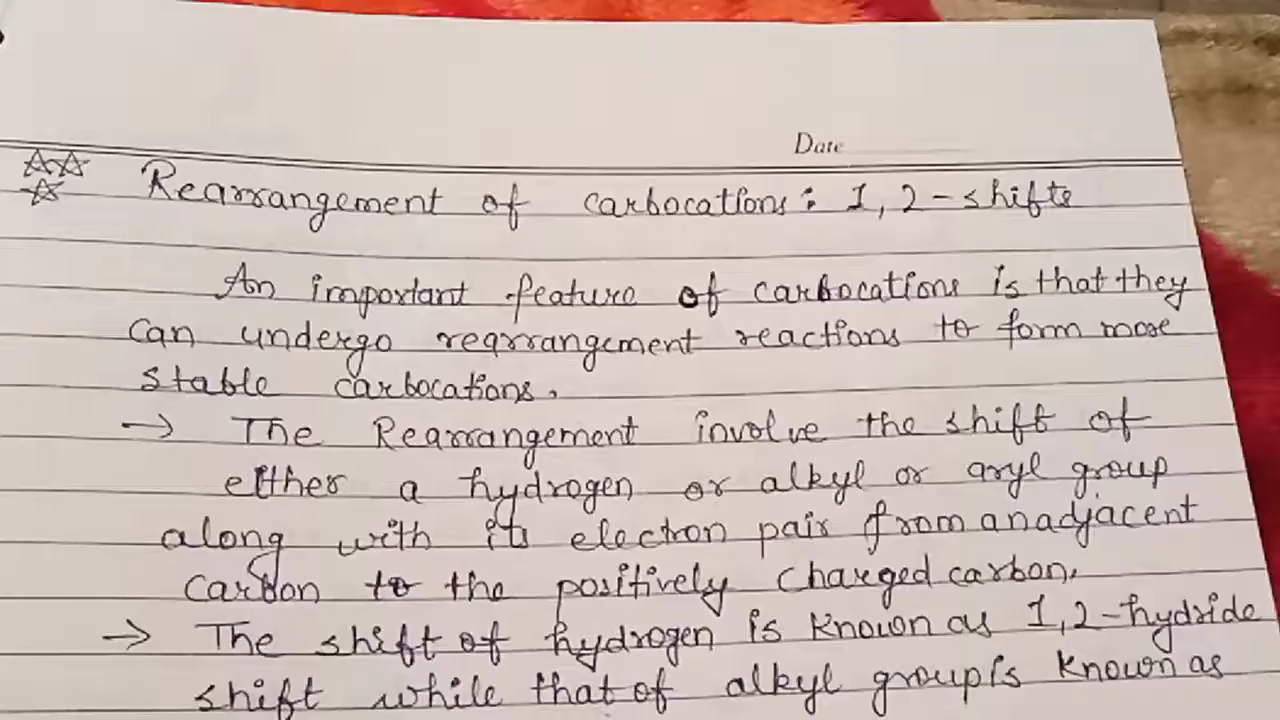 Date
Rearrangement of carbocations: 1,2-shifts
An important feature of carbocations is that they
can undergo rearrangement reactions to form more
stable carbocations.
→ The Rearrangement involve the shift of
either a hydrogen or alkyl or aryl group
along with its electron pair from an adjacent
Carbon to the positively Charged carbon.
→ The shift of hydrogen is Known as 1,2-hydride
shift while that of alkyl group is Known as